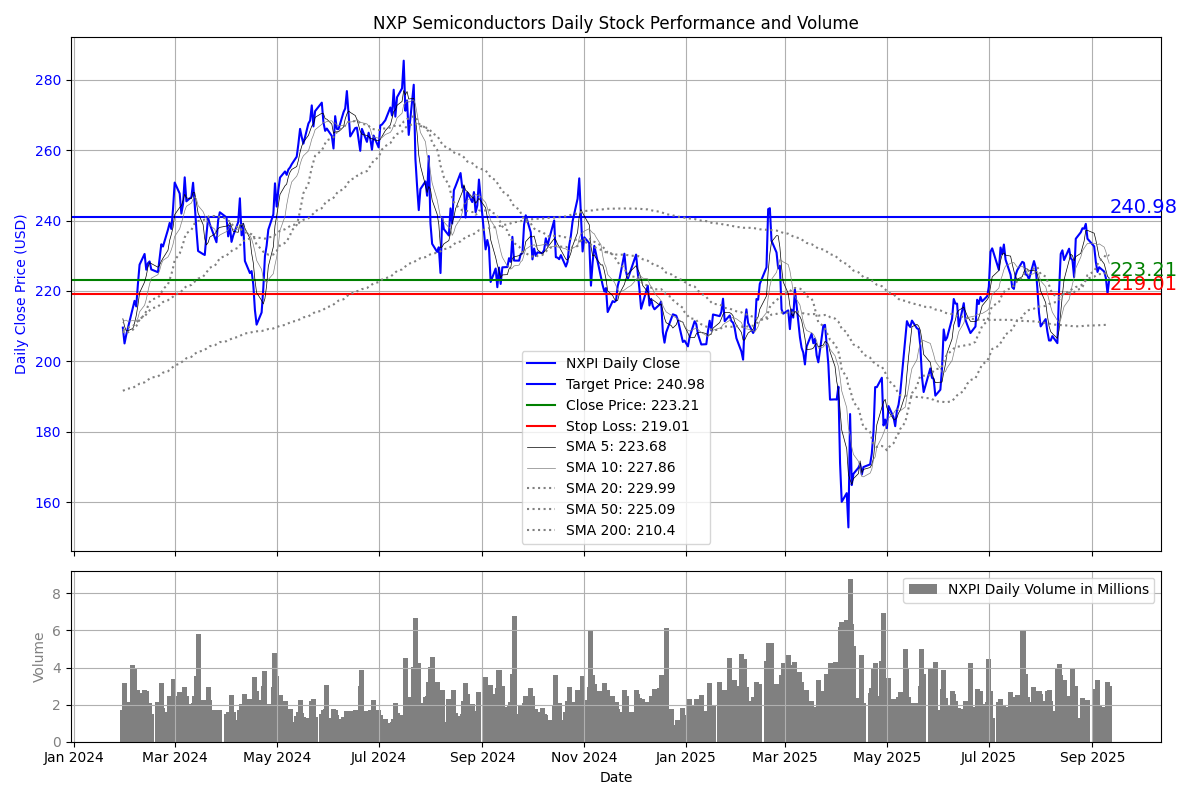 NXP Semiconductors Daily Stock Performance and Volume
Daily Close Price (USD)
280
260
240
220
200
180
160
240.98
223.21
219.01
NXPI Daily Close
Target Price: 240.98
Close Price: 223.21
Stop Loss: 219.01
SMA 5: 223.68
SMA 10: 227.86
SMA 20: 229.99
SMA 50: 225.09
SMA 200: 210.4
Volume
8
6
4
2
0
NXPI Daily Volume in Millions
Jan 2024 Mar 2024 May 2024 Jul 2024 Sep 2024 Nov 2024 Jan 2025 Mar 2025 May 2025 Jul 2025 Sep 2025
Date